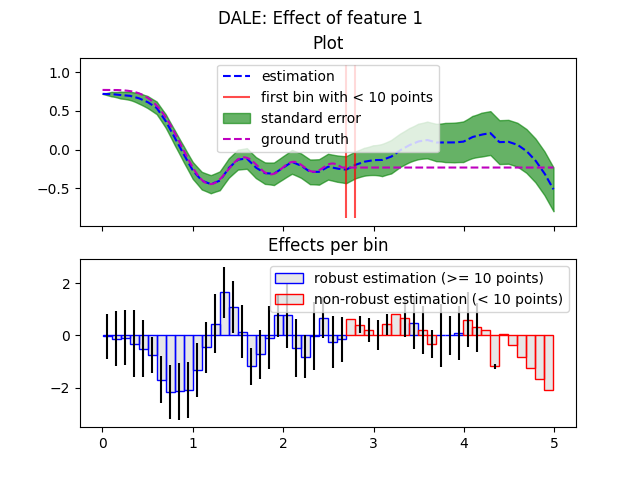 DALE: Effect of feature 1
Plot
1.0
0.5
0.0
−0.5
estimation
first bin with < 10 points
standard error
ground truth
Effects per bin
2
0
−2
robust estimation (>= 10 points)
non-robust estimation (< 10 points)
0 1 2 3 4 5